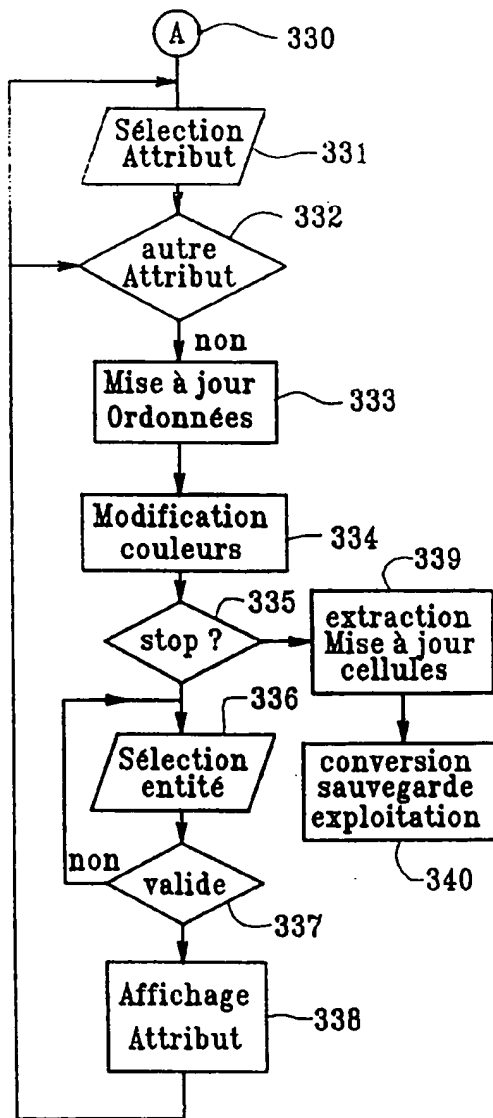 A
330
Sélection
Attribut
331
332
autre
Attribut
non
Mise à jour
Ordonnées
333
Modification
couleurs
334
335
stop ?
339
extraction
Mise à jour
cellules
336
Sélection
entité
conversion
sauvegarde
exploitation
340
non
valide
337
Affichage
Attribut
338